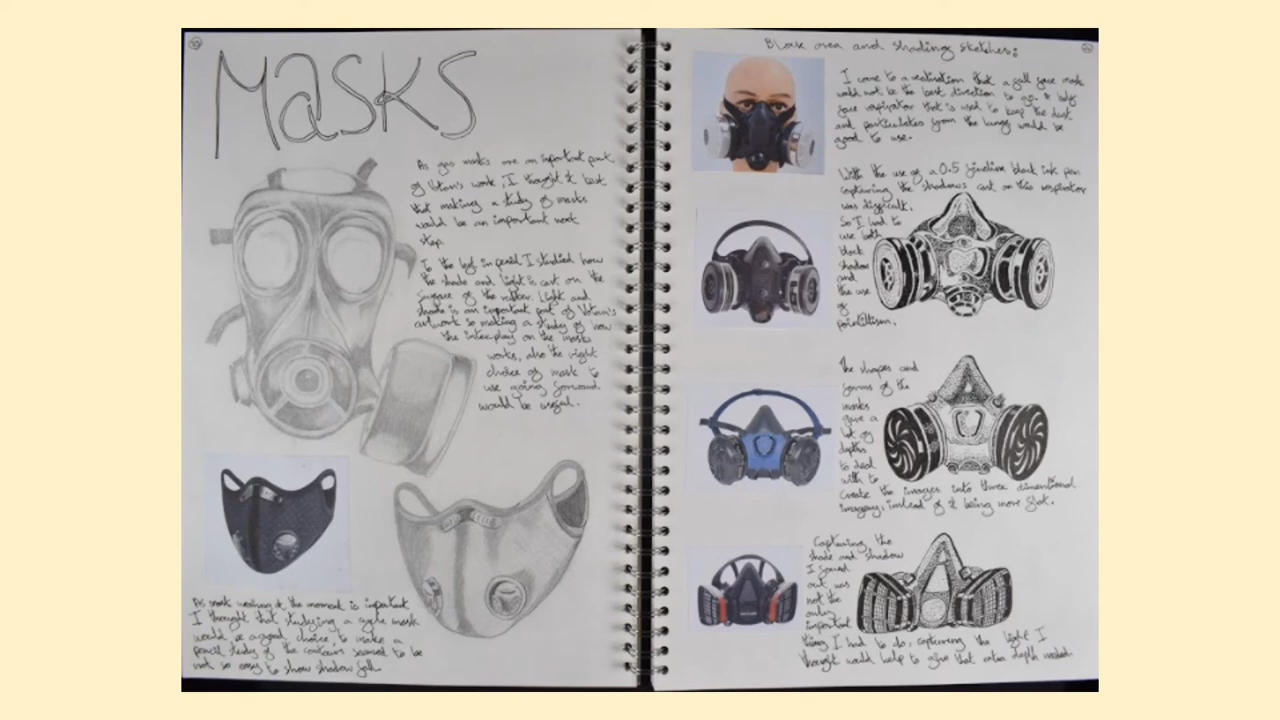 MASKS
As gas masks are an important part
of Votan's work, I thought it best
that making a study of masks
would be an important next
step.
To the left in pencil I studied how
the shade and light is cast on the
surface of the rubber. Light and
shade is an important part of Votan's
artwork so making a study of how
the interplay on the masks
works, also the right
choice of mask to
use going forward
would be useful.
As mask wearing at the moment is important
I thought that studying a cycle mask
would be a good choice, to make a
pencil study of the contours seemed to be
not so easy to show shadow fall.
Block area and shading sketches:
I came to a realisation that a full face mask
would not be the best direction to go. A half
face respirator that is used to keep the dust
and particulates from the lungs would be
good to use.
With the use of a 0.5 fineline black ink pen
capturing the shadows cast on this respirator
was difficult.
So I had to
use both
block
shadow
and
the use
of
pointillism.
The shapes and
forms of the
masks
gave a
lot of
depths
to deal
with to
create the images into three dimentional
imagery, instead of it being more flat.
Capturing the
shade and shadow
I found
out, was
not the
only
important
thing I had to do, capturing the light I
thought would help to give that extra depth needed.